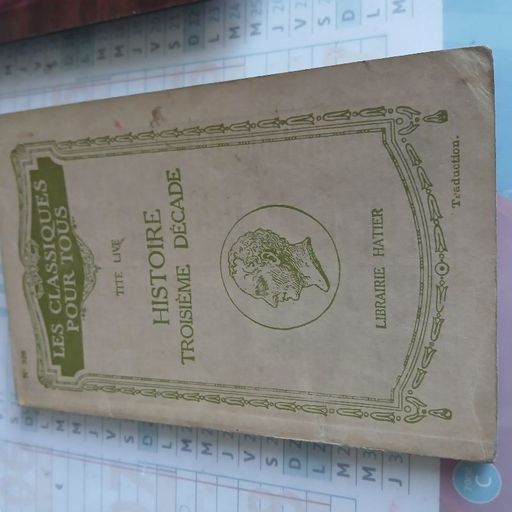 LES CLASSIQUES
POUR TOUS
TITE LIVE
HISTOIRE
TROISIÈME DÉCADE
LIBRAIRIE HATIER
Traduction.